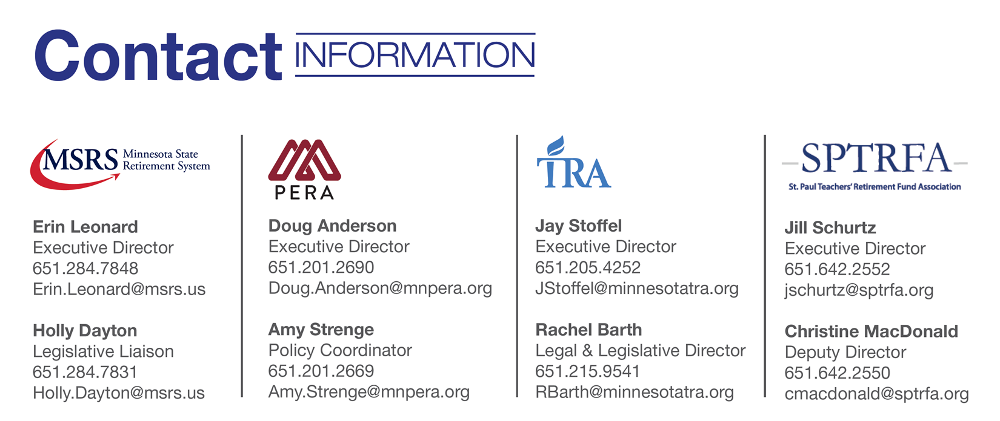 Contact INFORMATION
MSRS Minnesota State
Retirement System
Erin Leonard
Executive Director
651.284.7848
Erin.Leonard@msrs.us
Holly Dayton
Legislative Liaison
651.284.7831
Holly.Dayton@msrs.us
PERA
Doug Anderson
Executive Director
651.201.2690
Doug.Anderson@mnpera.org
Amy Strenge
Policy Coordinator
651.201.2669
Amy.Strenge@mnpera.org
TRA
Jay Stoffel
Executive Director
651.205.4252
JStoffel@minnesotatra.org
Rachel Barth
Legal & Legislative Director
651.215.9541
RBarth@minnesotatra.org
SPTRFA
St. Paul Teachers' Retirement Fund Association
Jill Schurtz
Executive Director
651.642.2552
jschurtz@sptrfa.org
Christine MacDonald
Deputy Director
651.642.2550
cmacdonald@sptrfa.org